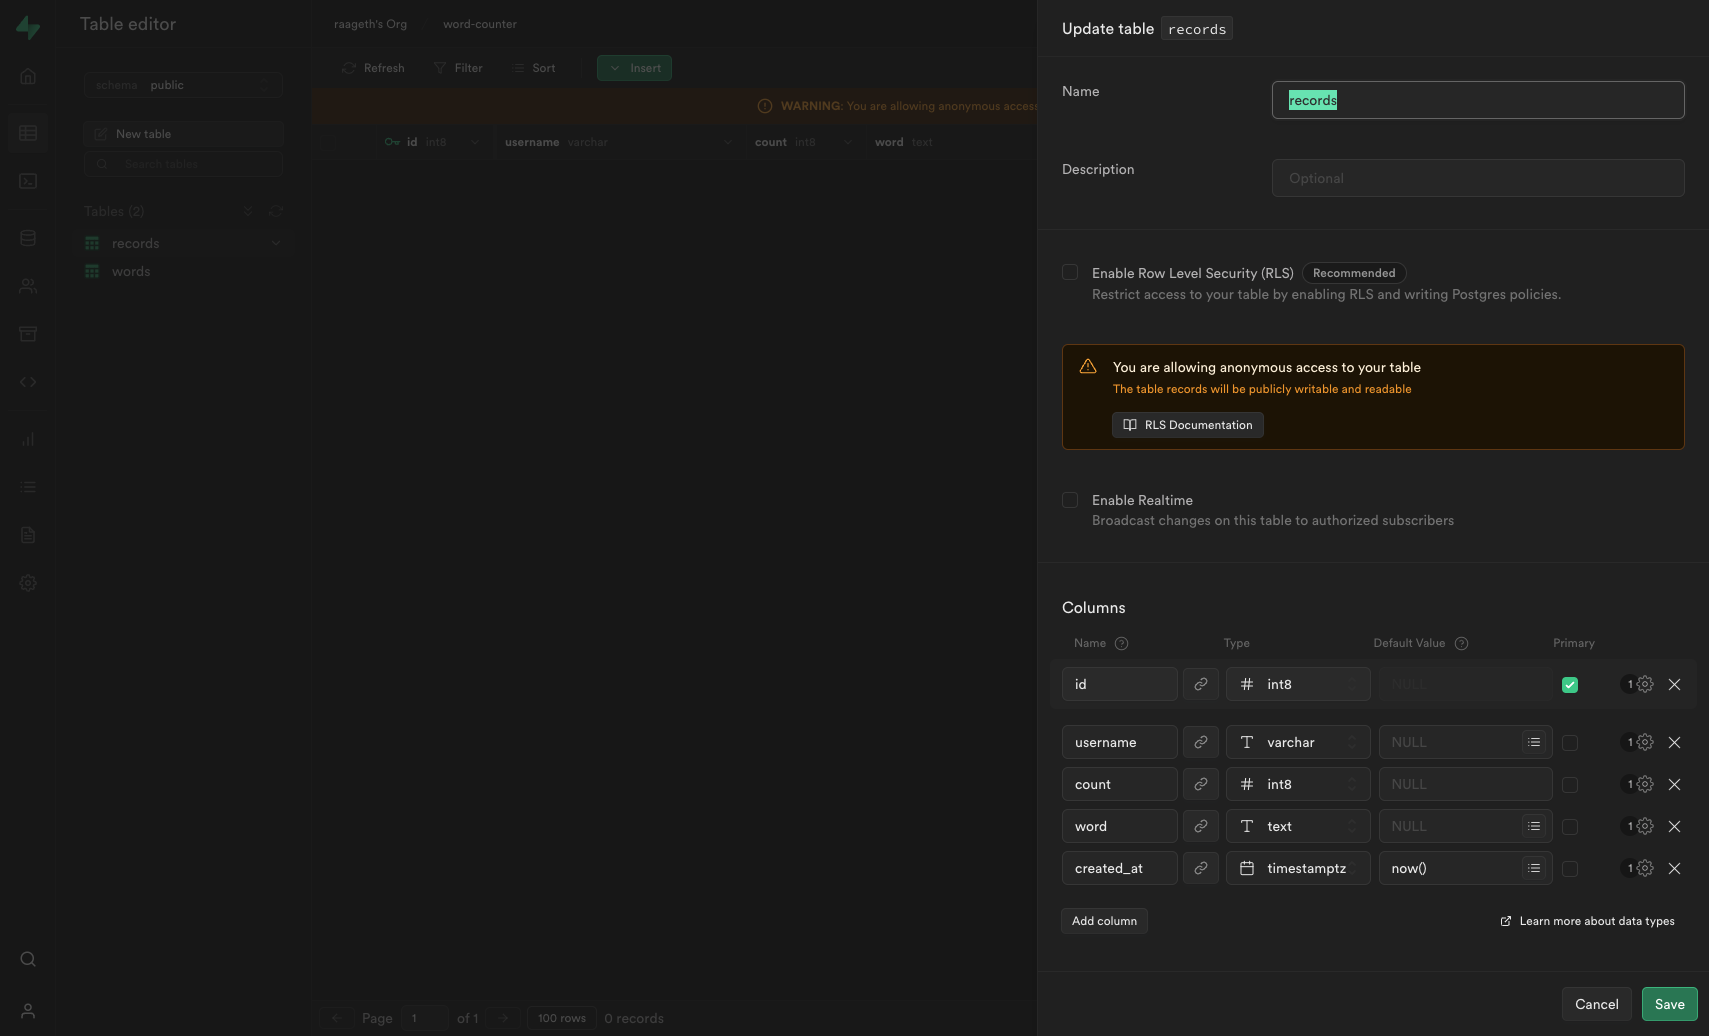 Table editor
raageth's Org
word-counter
schema public
New table
Search tables
Tables (2)
records
words
Refresh
Filter
Sort
Insert
WARNING: You are allowing anonymous access
id int8
username varchar
count int8
word text
Page 1 of 1
100 rows
0 records
Update table records
Name
records
Description
Optional
Enable Row Level Security (RLS) Recommended
Restrict access to your table by enabling RLS and writing Postgres policies.
You are allowing anonymous access to your table
The table records will be publicly writable and readable
RLS Documentation
Enable Realtime
Broadcast changes on this table to authorized subscribers
Columns
Name Type Default Value Primary
id int8 NULL 1
username varchar NULL 1
count int8 NULL 1
word text NULL 1
created_at timestamptz now() 1
Add column
Learn more about data types
Cancel
Save